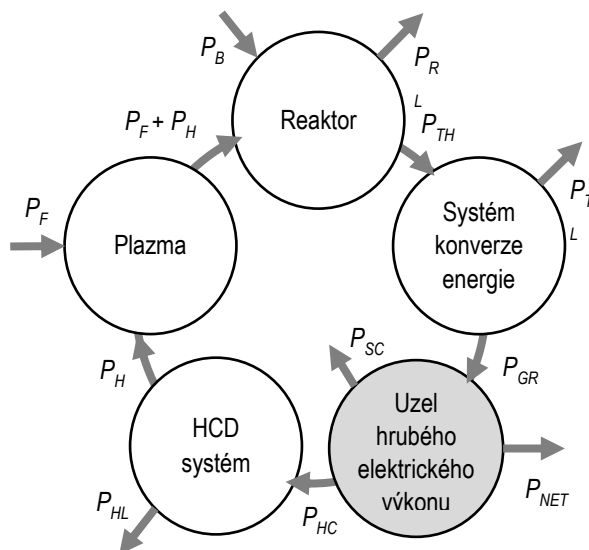 P_B
P_R
L
P_F + P_H
Reaktor
P_TH
P_F
Plazma
Systém
konverze
energie
P_T
L
P_SC
P_GR
P_H
HCD
systém
Uzel
hrubého
elektrického
výkonu
P_HL
P_HC
P_NET